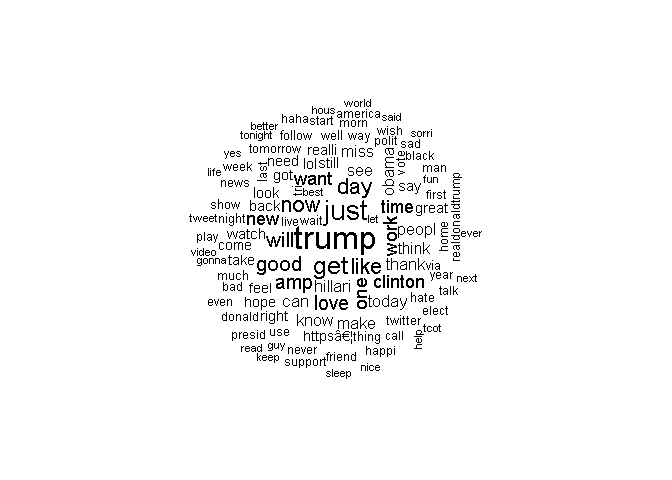 world
hous america said
haha start morn
better wish sorri
tonight follow well way polit
yes tomorrow realli miss sad
need lol still obama vote black
life week last got want see man
news look tri best day say fun
show back now just time great first
tweet night new live wait let work
play watch will trump peopl home realdonaldtrump ever
video come think
gonna take good get like thank via
much amp hillari one clinton year next
bad feel talk
even hope can love today hate
donald right know make twitter elect
presid use https… thing call help tcot
read guy never friend happi
keep support nice
sleep